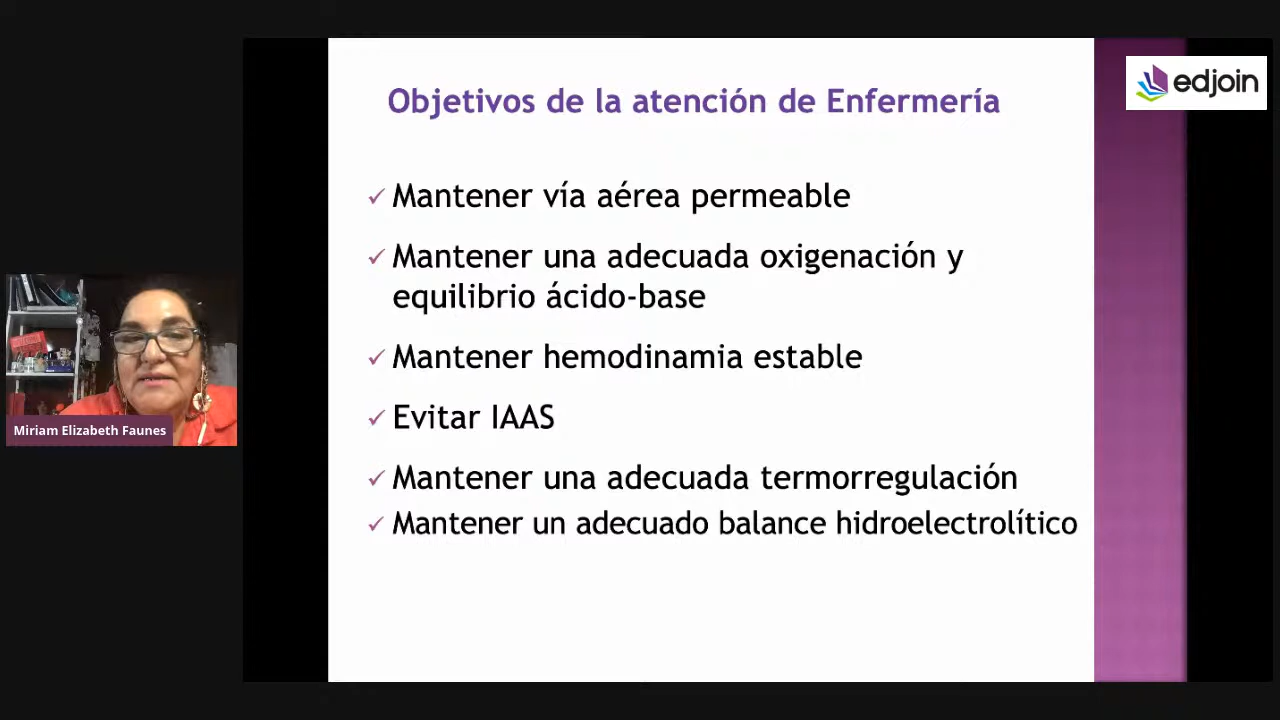 edjoin
Objetivos de la atención de Enfermería
✓ Mantener vía aérea permeable
✓ Mantener una adecuada oxigenación y
equilibrio ácido-base
✓ Mantener hemodinamia estable
✓ Evitar IAAS
✓ Mantener una adecuada termorregulación
✓ Mantener un adecuado balance hidroelectrolítico
Miriam Elizabeth Faunes